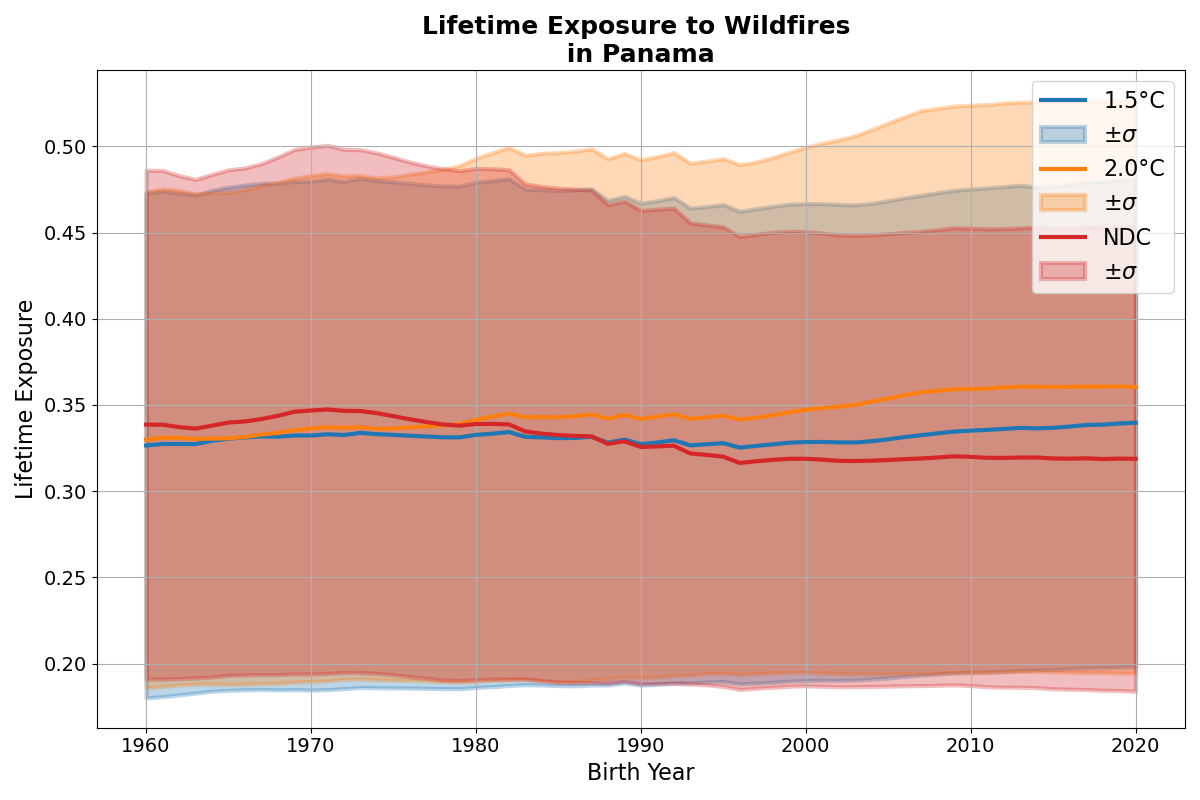 Lifetime Exposure to Wildfires
in Panama
Lifetime Exposure
0.50
0.45
0.40
0.35
0.30
0.25
0.20
1.5°C
±σ
2.0°C
±σ
NDC
±σ
1960
1970
1980
1990
2000
2010
2020
Birth Year